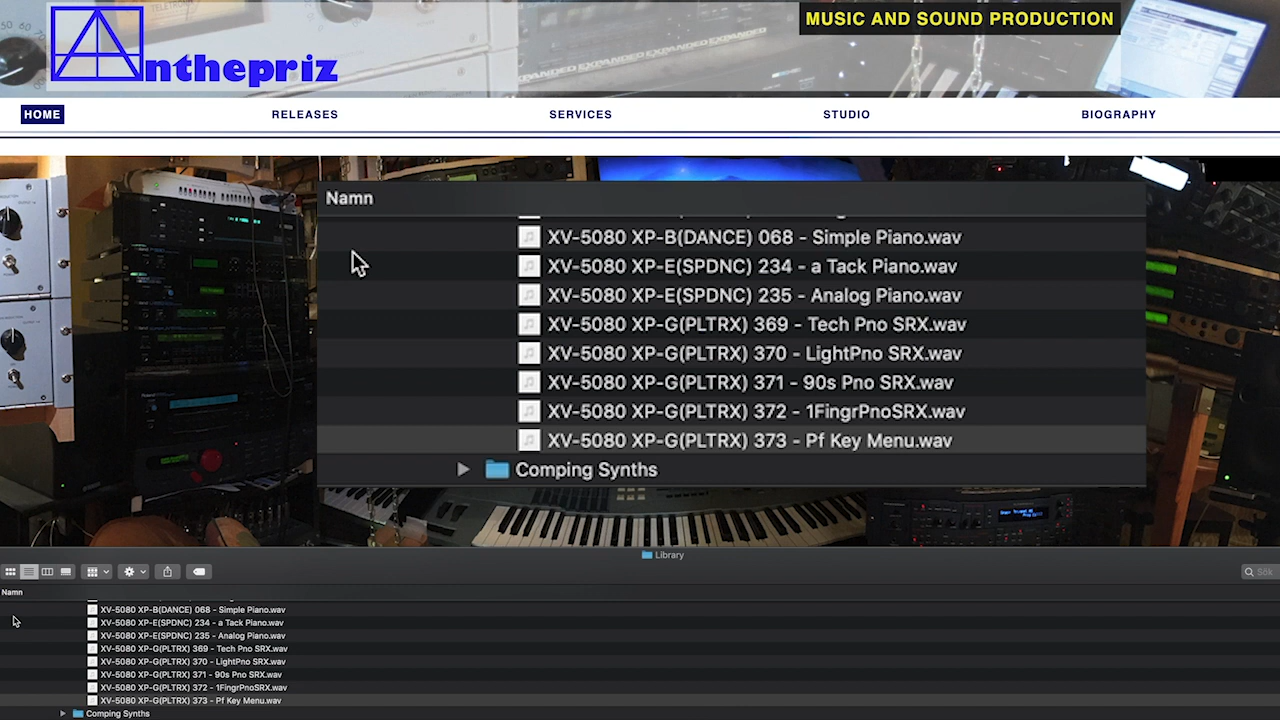 MUSIC AND SOUND PRODUCTION
Anthepriz
HOME
RELEASES
SERVICES
STUDIO
BIOGRAPHY
Namn
XV-5080 XP-B(DANCE) 068 - Simple Piano.wav
XV-5080 XP-E(SPDNC) 234 - a Tack Piano.wav
XV-5080 XP-E(SPDNC) 235 - Analog Piano.wav
XV-5080 XP-G(PLTRX) 369 - Tech Pno SRX.wav
XV-5080 XP-G(PLTRX) 370 - LightPno SRX.wav
XV-5080 XP-G(PLTRX) 371 - 90s Pno SRX.wav
XV-5080 XP-G(PLTRX) 372 - 1FingrPnoSRX.wav
XV-5080 XP-G(PLTRX) 373 - Pf Key Menu.wav
Comping Synths
Library
Sök
Namn
XV-5080 XP-B(DANCE) 068 - Simple Piano.wav
XV-5080 XP-E(SPDNC) 234 - a Tack Piano.wav
XV-5080 XP-E(SPDNC) 235 - Analog Piano.wav
XV-5080 XP-G(PLTRX) 369 - Tech Pno SRX.wav
XV-5080 XP-G(PLTRX) 370 - LightPno SRX.wav
XV-5080 XP-G(PLTRX) 371 - 90s Pno SRX.wav
XV-5080 XP-G(PLTRX) 372 - 1FingrPnoSRX.wav
XV-5080 XP-G(PLTRX) 373 - Pf Key Menu.wav
Comping Synths